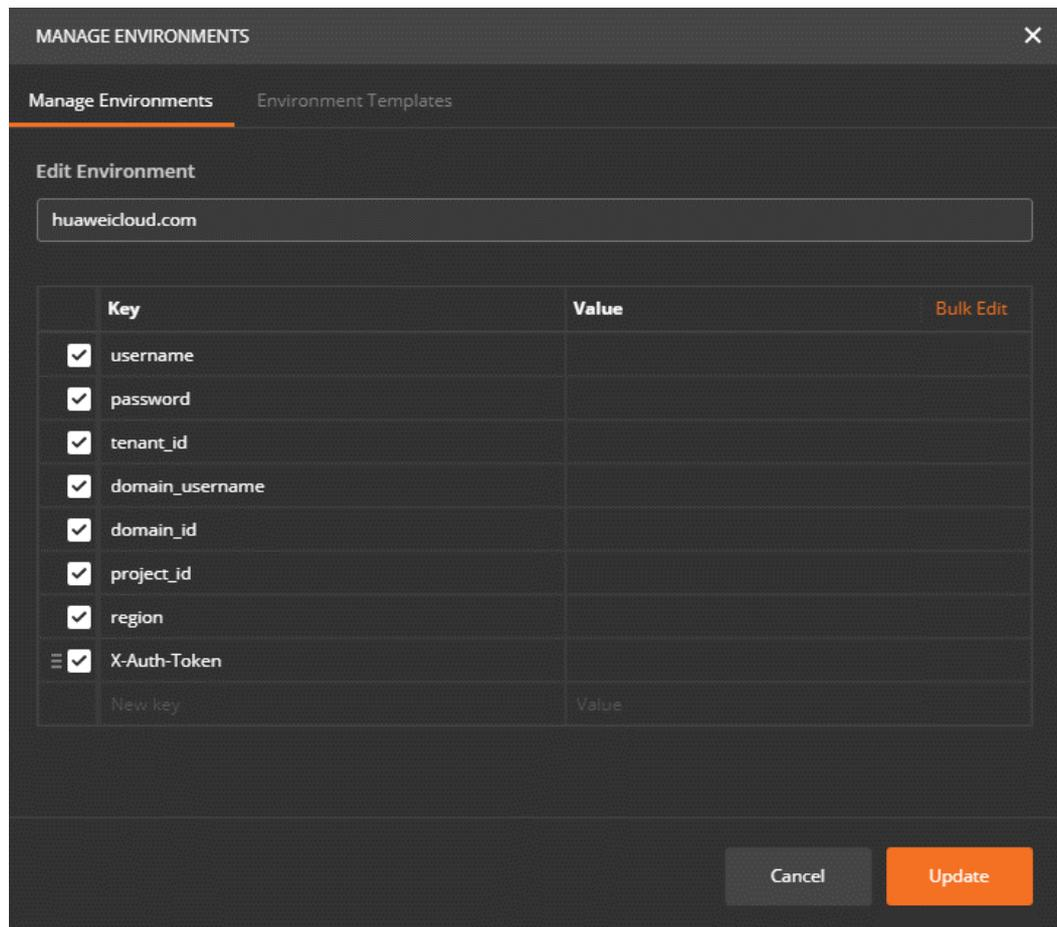 MANAGE ENVIRONMENTS
Manage Environments Environment Templates
Edit Environment
huaweicloud.com
Key Value Bulk Edit
username
password
tenant_id
domain_username
domain_id
project_id
region
X-Auth-Token
New key Value
Cancel Update